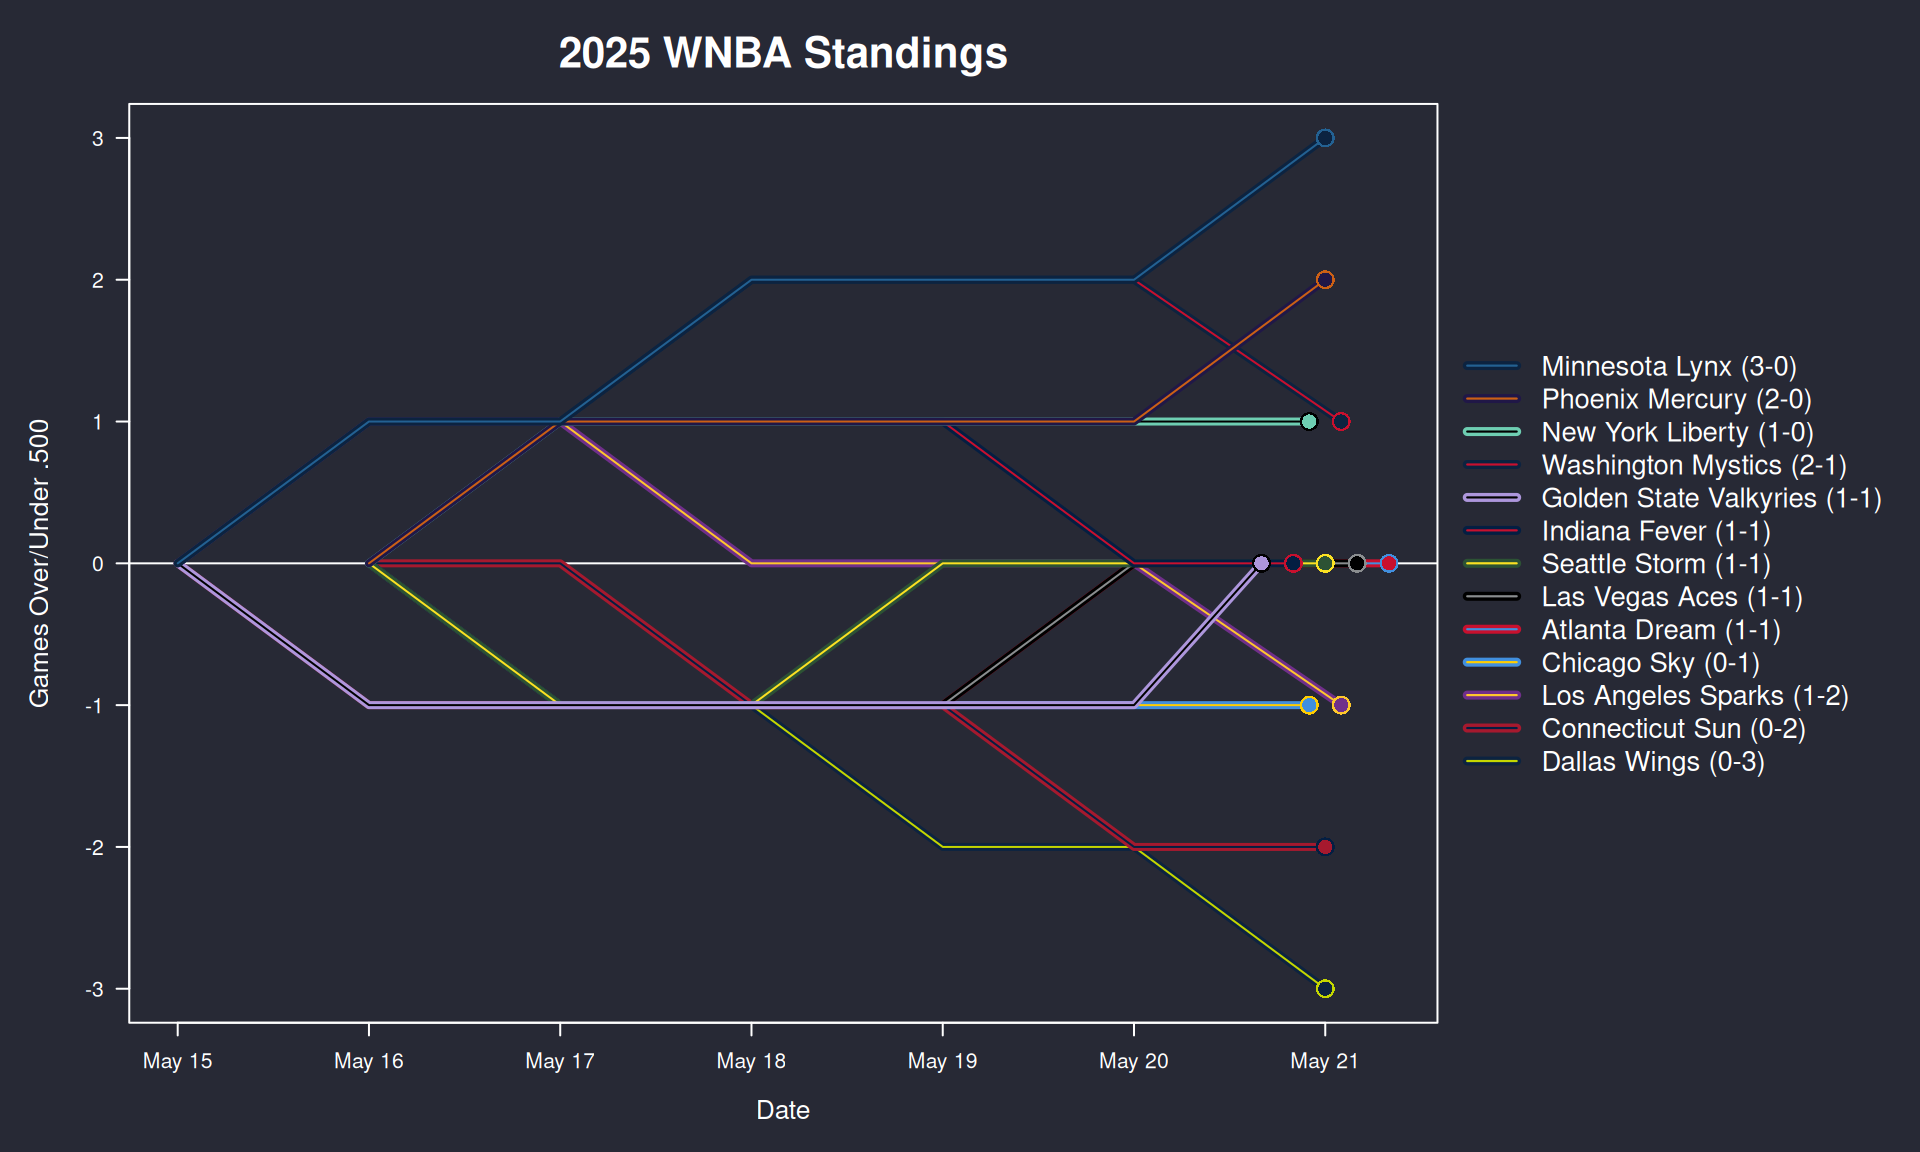 2025 WNBA Standings
Games Over/Under .500
3
2
1
0
-1
-2
-3
May 15
May 16
May 17
May 18
May 19
May 20
May 21
Date
Minnesota Lynx (3-0)
Phoenix Mercury (2-0)
New York Liberty (1-0)
Washington Mystics (2-1)
Golden State Valkyries (1-1)
Indiana Fever (1-1)
Seattle Storm (1-1)
Las Vegas Aces (1-1)
Atlanta Dream (1-1)
Chicago Sky (0-1)
Los Angeles Sparks (1-2)
Connecticut Sun (0-2)
Dallas Wings (0-3)